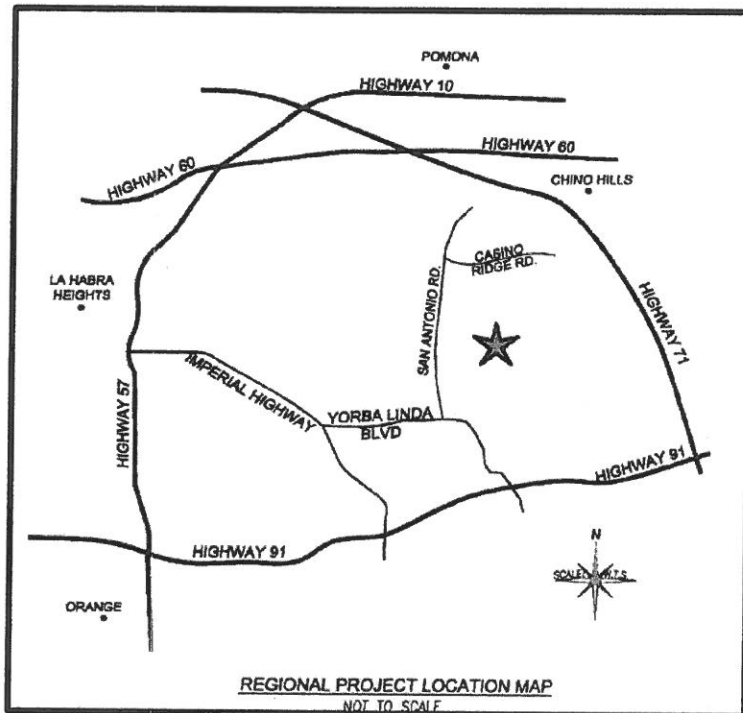 POMONA
HIGHWAY 10
HIGHWAY 60
HIGHWAY 60
CHINO HILLS
CASINO
RIDGE RD.
LA HABRA
HEIGHTS
SAN ANTONIO RD.
HIGHWAY 71
IMPERIAL HIGHWAY
HIGHWAY 57
YORBA LINDA
BLVD
HIGHWAY 91
HIGHWAY 91
N
N.T.S.
ORANGE
REGIONAL PROJECT LOCATION MAP
NOT TO SCALE